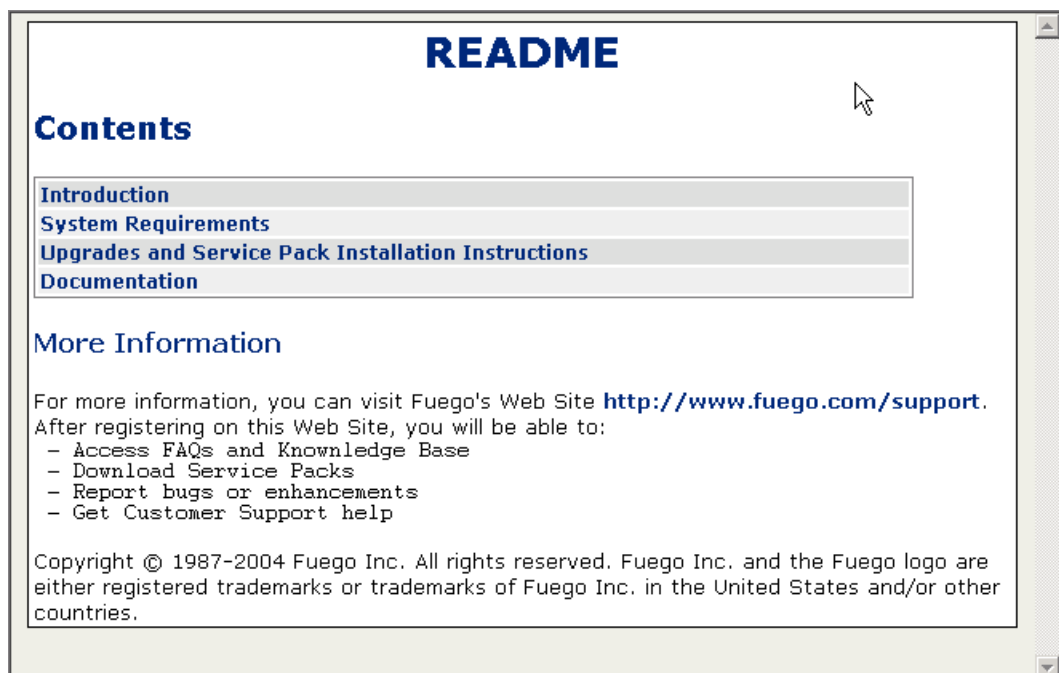 README
Contents
Introduction
System Requirements
Upgrades and Service Pack Installation Instructions
Documentation
More Information
For more information, you can visit Fuego's Web Site http://www.fuego.com/support.
After registering on this Web Site, you will be able to:
– Access FAQs and Knownledge Base
– Download Service Packs
– Report bugs or enhancements
– Get Customer Support help
Copyright © 1987-2004 Fuego Inc. All rights reserved. Fuego Inc. and the Fuego logo are
either registered trademarks or trademarks of Fuego Inc. in the United States and/or other
countries.